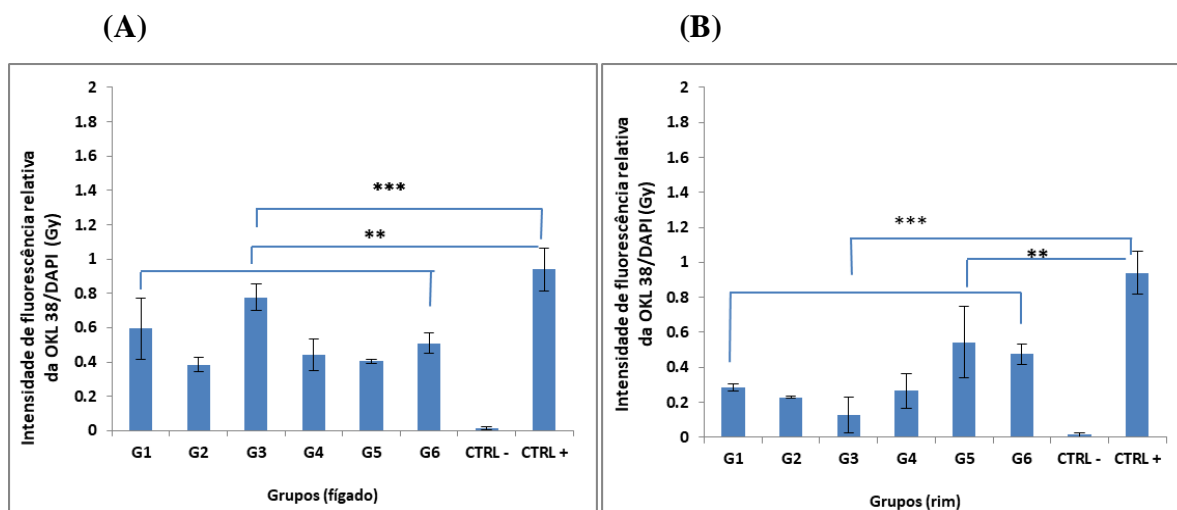 (A)
Intensidade de fluorescência relativa
da OKL 38/DAPI (Gy)
2
1.8
1.6
1.4
1.2
1
0.8
0.6
0.4
0.2
0
***
**
G1 G2 G3 G4 G5 G6 CTRL - CTRL +
Grupos (fígado)
(B)
Intensidade de fluorescência relativa
da OKL 38/DAPI (Gy)
2
1.8
1.6
1.4
1.2
1
0.8
0.6
0.4
0.2
0
***
**
G1 G2 G3 G4 G5 G6 CTRL - CTRL +
Grupos (rim)